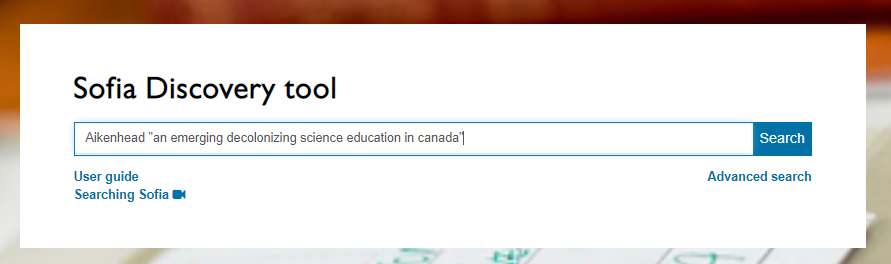 Sofia Discovery tool
Aikenhead "an emerging decolonizing science education in canada"
Search
User guide
Advanced search
Searching Sofia